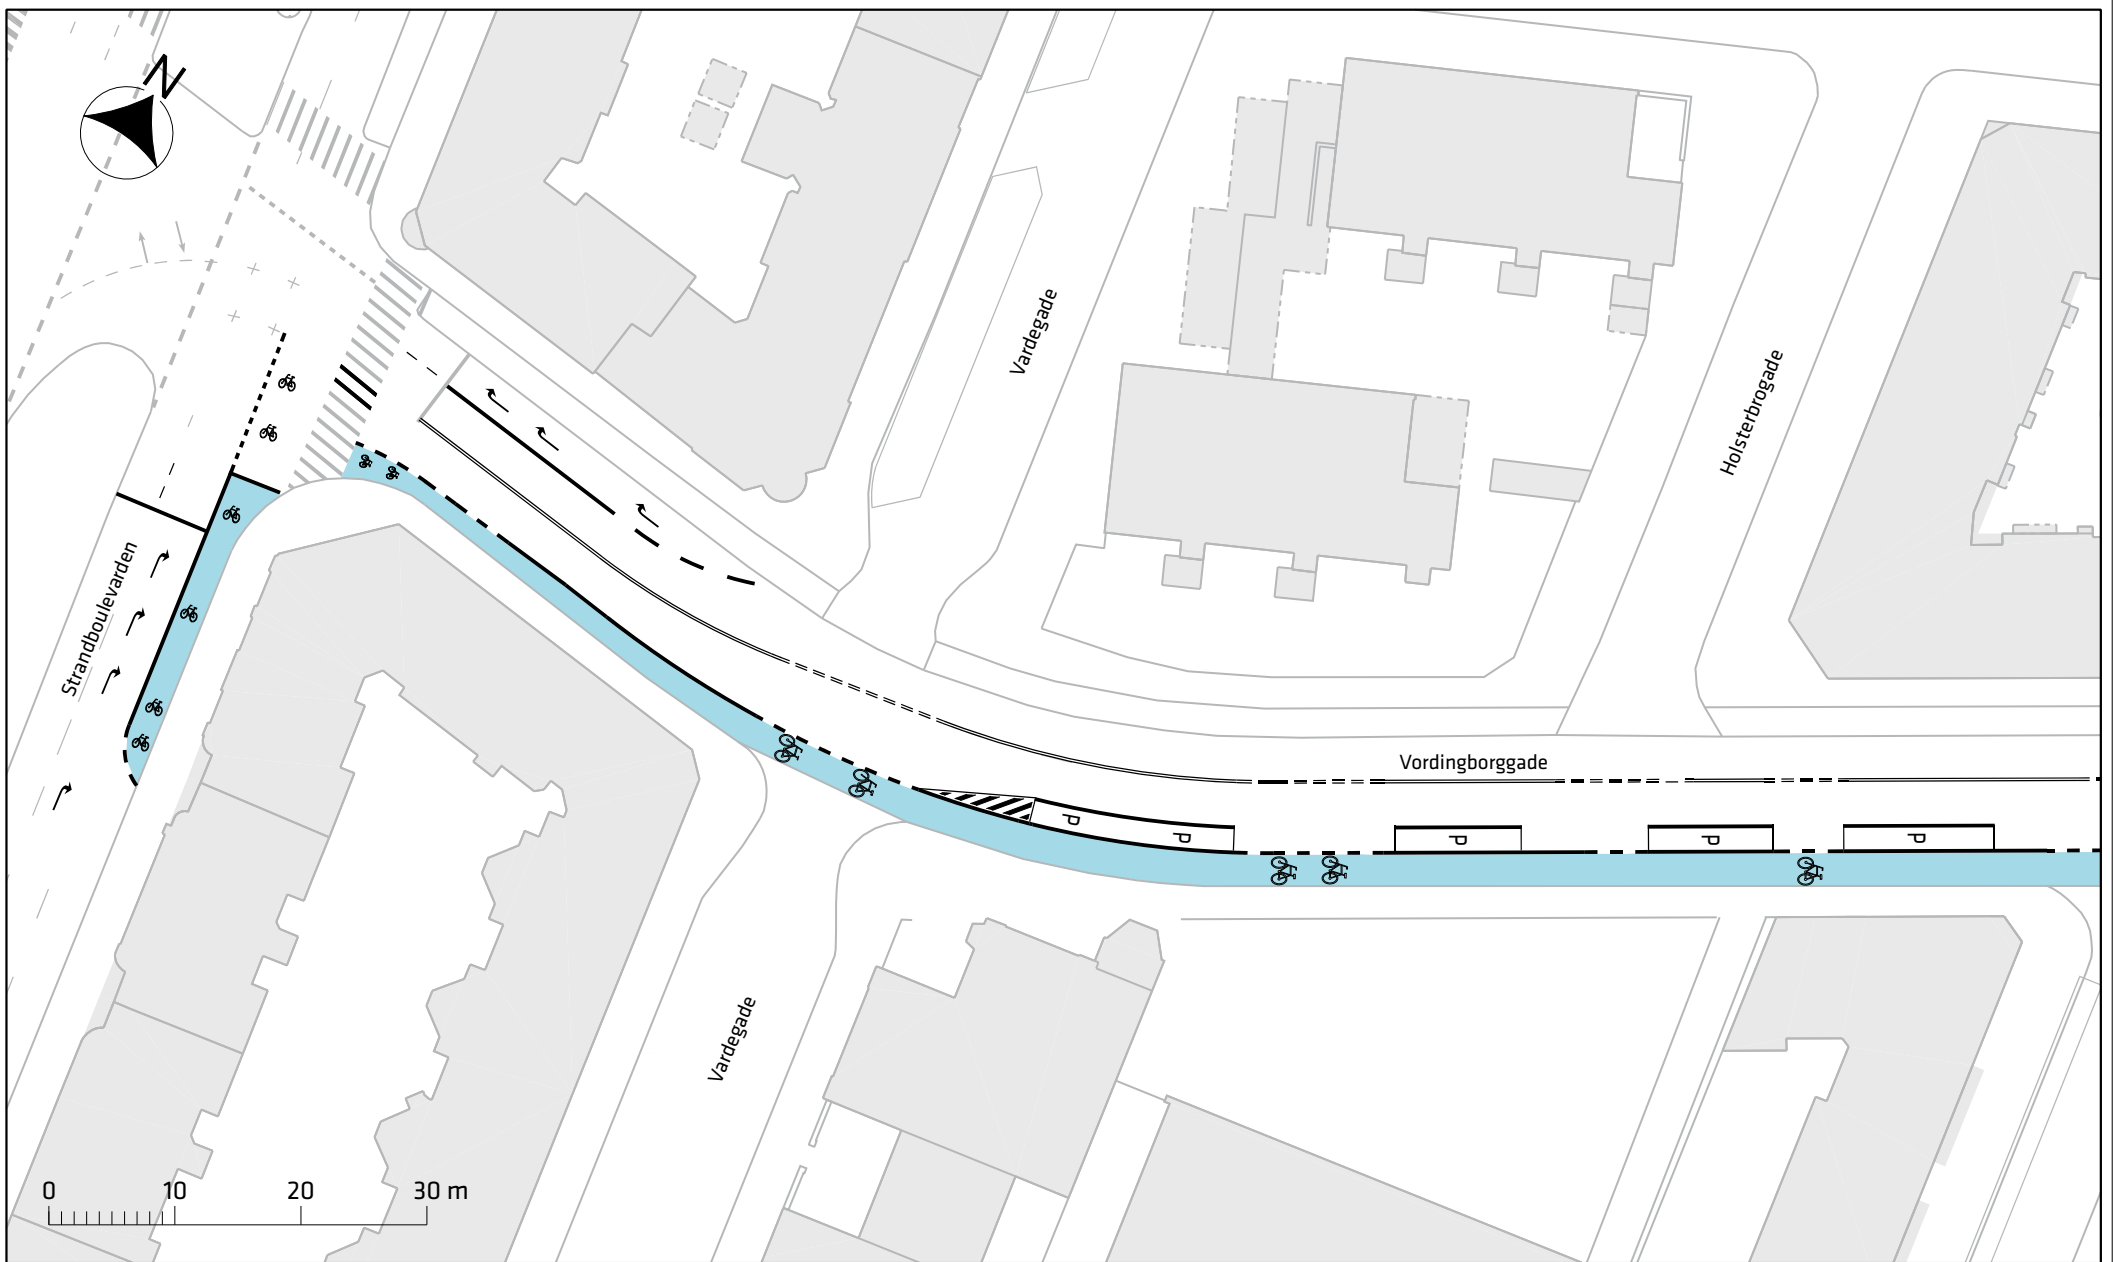 N
Vardegade
Holsterbrogade
Strandboulevarden
Vordingborggade
P
P
P
P
P
Vardegade
0 10 20 30 m